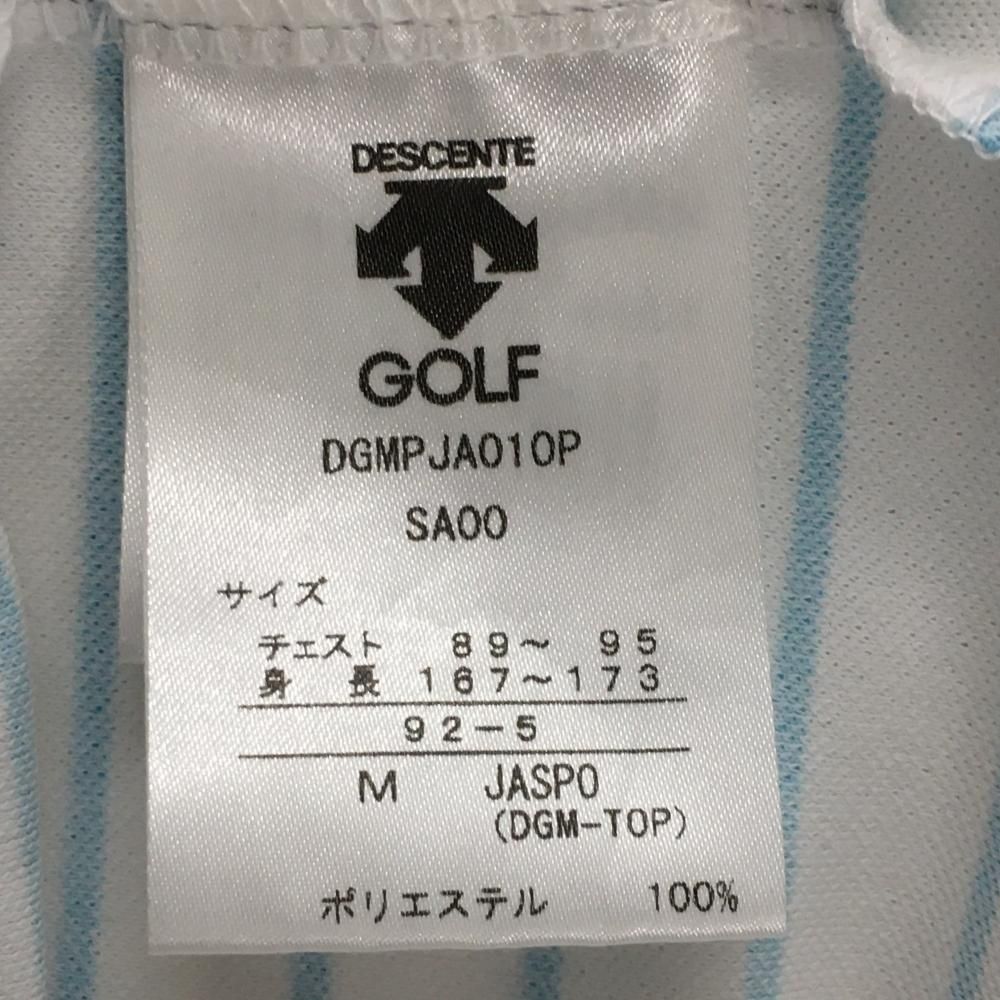 DESCENTE
GOLF
DGMPJA010P
SA00
サイズ
チェスト 89〜 95
身 長 167〜173
92−5
M JASPO
(DGM−TOP)
ポリエステル 100%